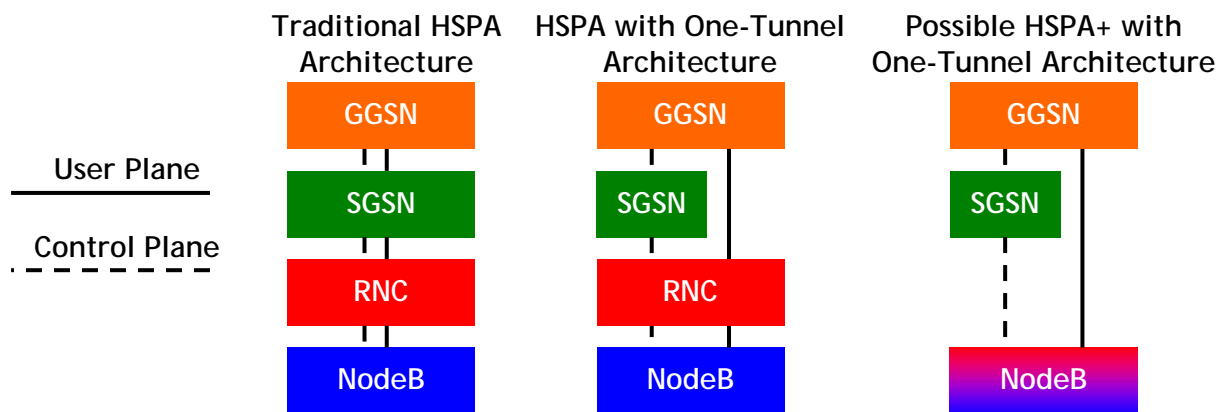 Traditional HSPA
Architecture
HSPA with One-Tunnel
Architecture
Possible HSPA+ with
One-Tunnel Architecture
User Plane
Control Plane
GGSN
SGSN
RNC
NodeB
GGSN
SGSN
RNC
NodeB
GGSN
SGSN
NodeB